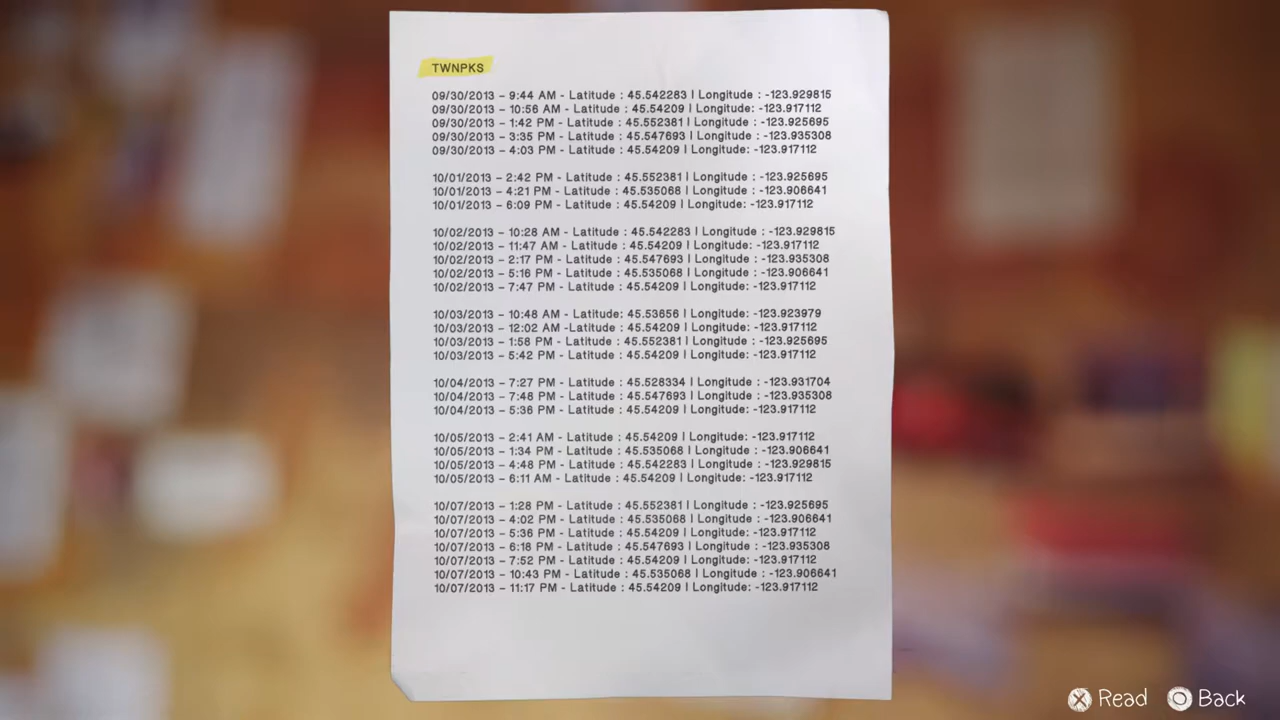 TWNPKS
09/30/2013 – 9:44 AM - Latitude : 45.542283 | Longitude : -123.929815
09/30/2013 – 10:56 AM - Latitude : 45.54209 | Longitude: -123.917112
09/30/2013 – 1:42 PM - Latitude : 45.552381 | Longitude : -123.925695
09/30/2013 – 3:35 PM - Latitude : 45.547693 | Longitude : -123.935308
09/30/2013 – 4:03 PM - Latitude : 45.54209 | Longitude: -123.917112
10/01/2013 – 2:42 PM - Latitude : 45.552381 | Longitude : -123.925695
10/01/2013 – 4:21 PM - Latitude : 45.535068 | Longitude : -123.906641
10/01/2013 – 6:09 PM - Latitude : 45.54209 | Longitude: -123.917112
10/02/2013 – 10:28 AM - Latitude : 45.542283 | Longitude : -123.929815
10/02/2013 – 11:47 AM - Latitude : 45.54209 | Longitude: -123.917112
10/02/2013 – 2:17 PM - Latitude : 45.547693 | Longitude : -123.935308
10/02/2013 – 5:16 PM - Latitude : 45.535068 | Longitude : -123.906641
10/02/2013 – 7:47 PM - Latitude : 45.54209 | Longitude: -123.917112
10/03/2013 – 10:48 AM - Latitude: 45.53656 | Longitude: -123.923979
10/03/2013 – 12:02 AM -Latitude : 45.54209 | Longitude: -123.917112
10/03/2013 – 1:58 PM - Latitude : 45.552381 | Longitude : -123.925695
10/03/2013 – 5:42 PM - Latitude : 45.54209 | Longitude: -123.917112
10/04/2013 – 7:27 PM - Latitude : 45.528334 | Longitude : -123.931704
10/04/2013 – 7:48 PM - Latitude : 45.547693 | Longitude : -123.935308
10/04/2013 – 5:36 PM - Latitude : 45.54209 | Longitude: -123.917112
10/05/2013 – 2:41 AM - Latitude : 45.54209 | Longitude: -123.917112
10/05/2013 – 1:34 PM - Latitude : 45.535068 | Longitude : -123.906641
10/05/2013 – 4:48 PM - Latitude : 45.542283 | Longitude : -123.929815
10/05/2013 – 6:11 AM - Latitude : 45.54209 | Longitude: -123.917112
10/07/2013 – 1:28 PM - Latitude : 45.552381 | Longitude : -123.925695
10/07/2013 – 4:02 PM - Latitude : 45.535068 | Longitude : -123.906641
10/07/2013 – 5:36 PM - Latitude : 45.54209 | Longitude: -123.917112
10/07/2013 – 6:18 PM - Latitude : 45.547693 | Longitude : -123.935308
10/07/2013 – 7:52 PM - Latitude : 45.54209 | Longitude: -123.917112
10/07/2013 – 10:43 PM - Latitude : 45.535068 | Longitude : -123.906641
10/07/2013 – 11:17 PM - Latitude : 45.54209 | Longitude: -123.917112
Read Back